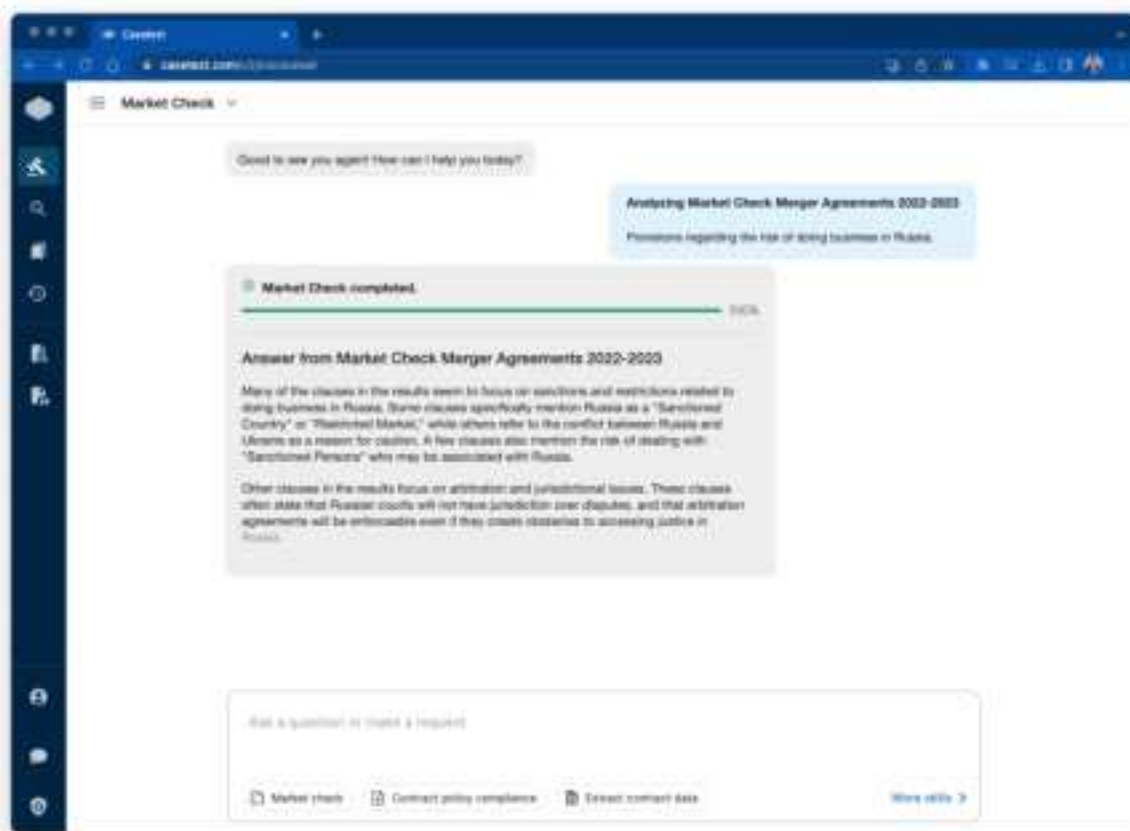 Casetext
casetext.com
Market Check
Good to see you again! How can I help you today?
Analyzing Market Check Merger Agreements 2022-2023
Provisions regarding the risk of doing business in Russia.
Market Check completed.
100%
Answer from Market Check Merger Agreements 2022-2023
Many of the clauses in the results seem to focus on sanctions and restrictions related to
doing business in Russia. Some clauses specifically mention Russia as a "Sanctioned
Country" or "Restricted Market," while others refer to the conflict between Russia and
Ukraine as a reason for caution. A few clauses also mention the risk of dealing with
"Sanctioned Persons" who may be associated with Russia.
Other clauses in the results focus on arbitration and jurisdictional issues. These clauses
often state that Russian courts will not have jurisdiction over disputes, and that arbitration
agreements will be enforceable even if they create obstacles to accessing justice in
Russia.
Ask a question or make a request
Market check
Contract policy compliance
Extract contract data
More skills